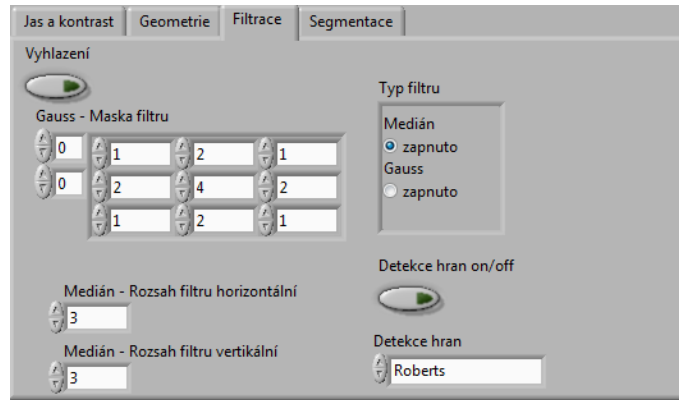 Jas a kontrast Geometrie Filtrace Segmentace
Vyhlazení
Gauss - Maska filtru
0 1 2 1
0 2 4 2
1 2 1
Typ filtru
Medián
zapnuto
Gauss
zapnuto
Medián - Rozsah filtru horizontální
3
Medián - Rozsah filtru vertikální
3
Detekce hran on/off
Detekce hran
Roberts